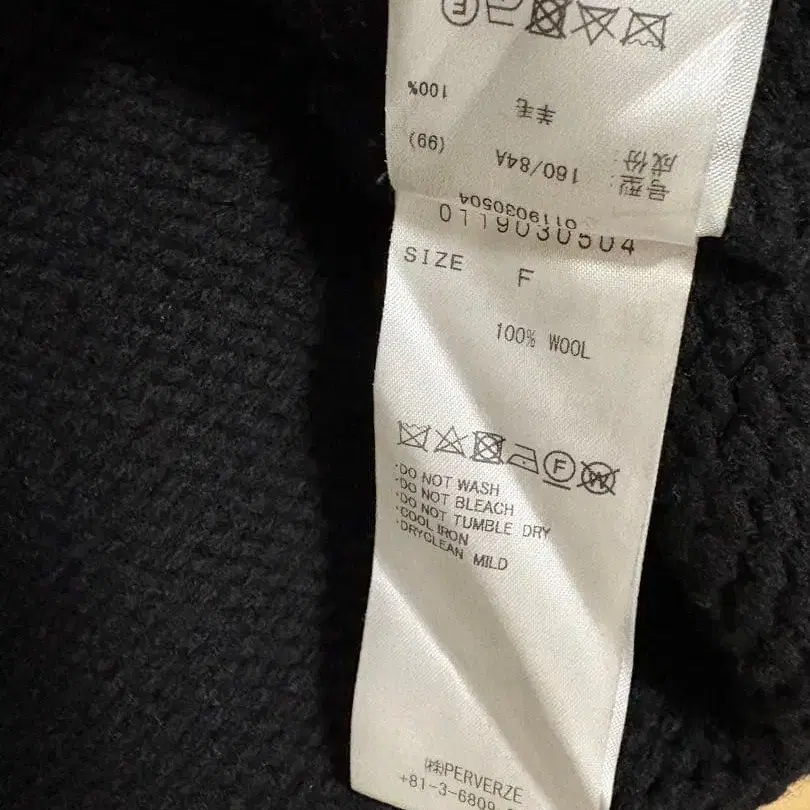 100%
羊毛
(99)
160/84A
号型:
成份:
0119030504
0119030504
SIZE F
100% WOOL
F W
·DO NOT WASH
·DO NOT BLEACH
·DO NOT TUMBLE DRY
·COOL IRON
·DRYCLEAN MILD
㈱PERVERZE
+81-3-6809